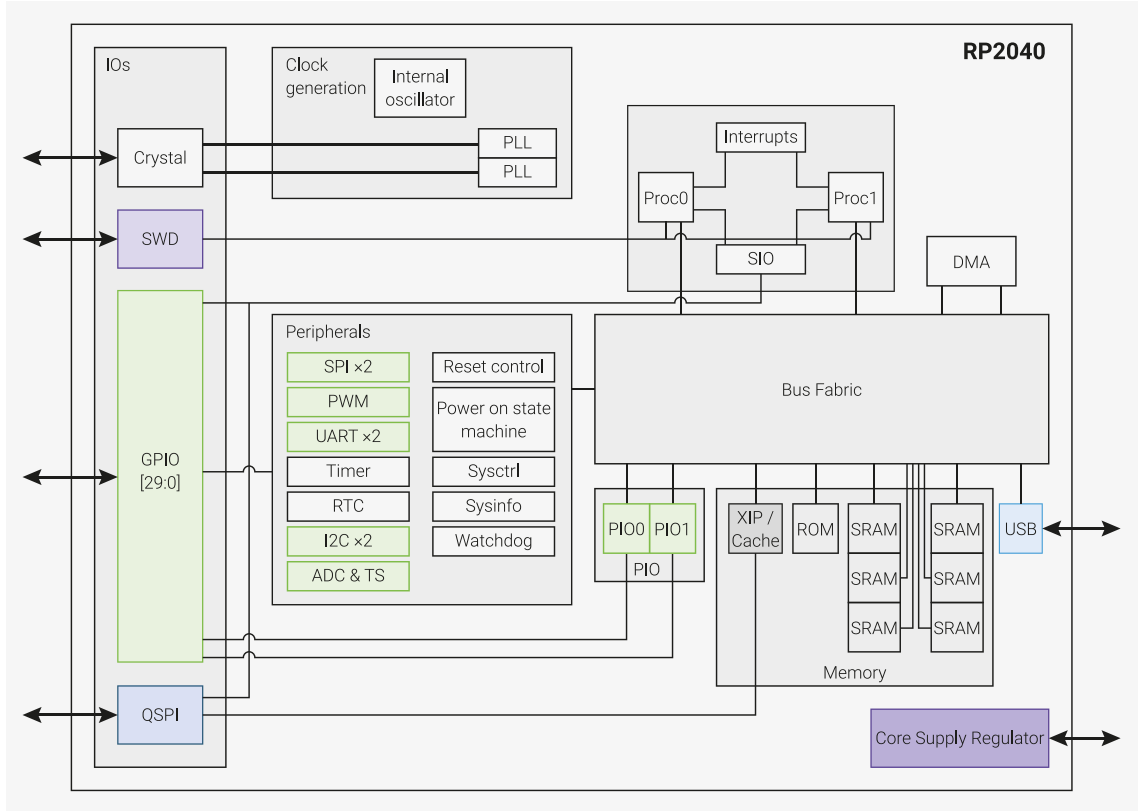 RP2040
IOs
Crystal
SWD
GPIO
[29:0]
QSPI
Clock
generation
Internal
oscillator
PLL
PLL
Interrupts
Proc0
Proc1
SIO
DMA
Peripherals
SPI ×2
PWM
UART ×2
Timer
RTC
I2C ×2
ADC & TS
Reset control
Power on state
machine
Sysctrl
Sysinfo
Watchdog
Bus Fabric
PIO0
PIO1
PIO
XIP /
Cache
ROM
SRAM
SRAM
SRAM
SRAM
SRAM
SRAM
Memory
USB
Core Supply Regulator